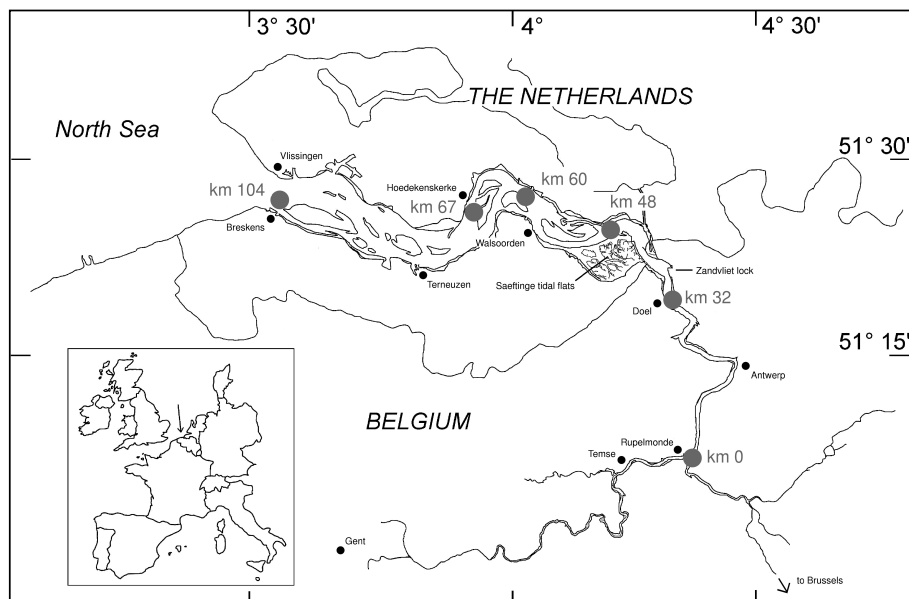 3° 30'
4°
4° 30'
THE NETHERLANDS
North Sea
51° 30'
Vlissingen
km 104
Hoedekenskerke
km 60
km 67
km 48
Breskens
Walsoorden
Zandvliet lock
Terneuzen
Saeftinge tidal flats
km 32
Doel
51° 15'
Antwerp
BELGIUM
Rupelmonde
Temse
km 0
Gent
to Brussels